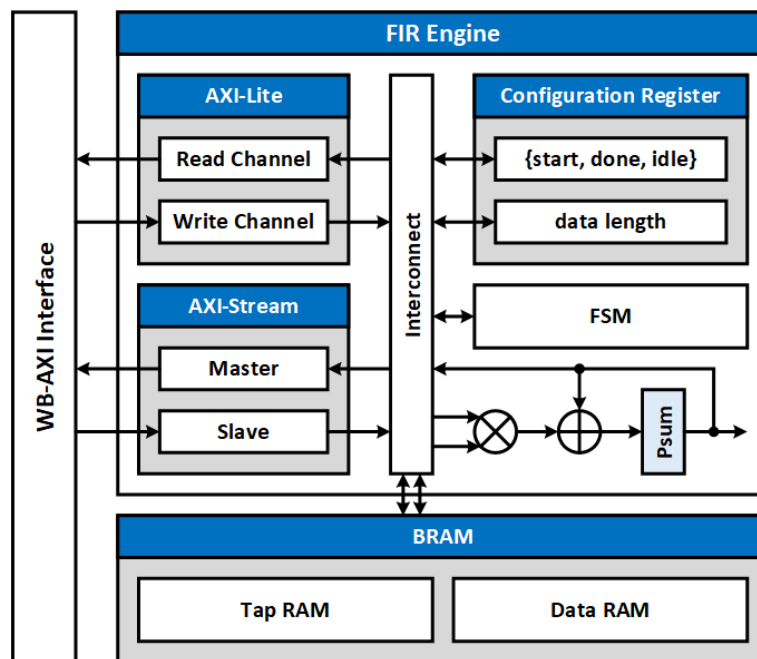 FIR Engine
WB-AXI Interface
AXI-Lite
Read Channel
Write Channel
Interconnect
Configuration Register
{start, done, idle}
data length
AXI-Stream
Master
Slave
FSM
Psum
BRAM
Tap RAM
Data RAM